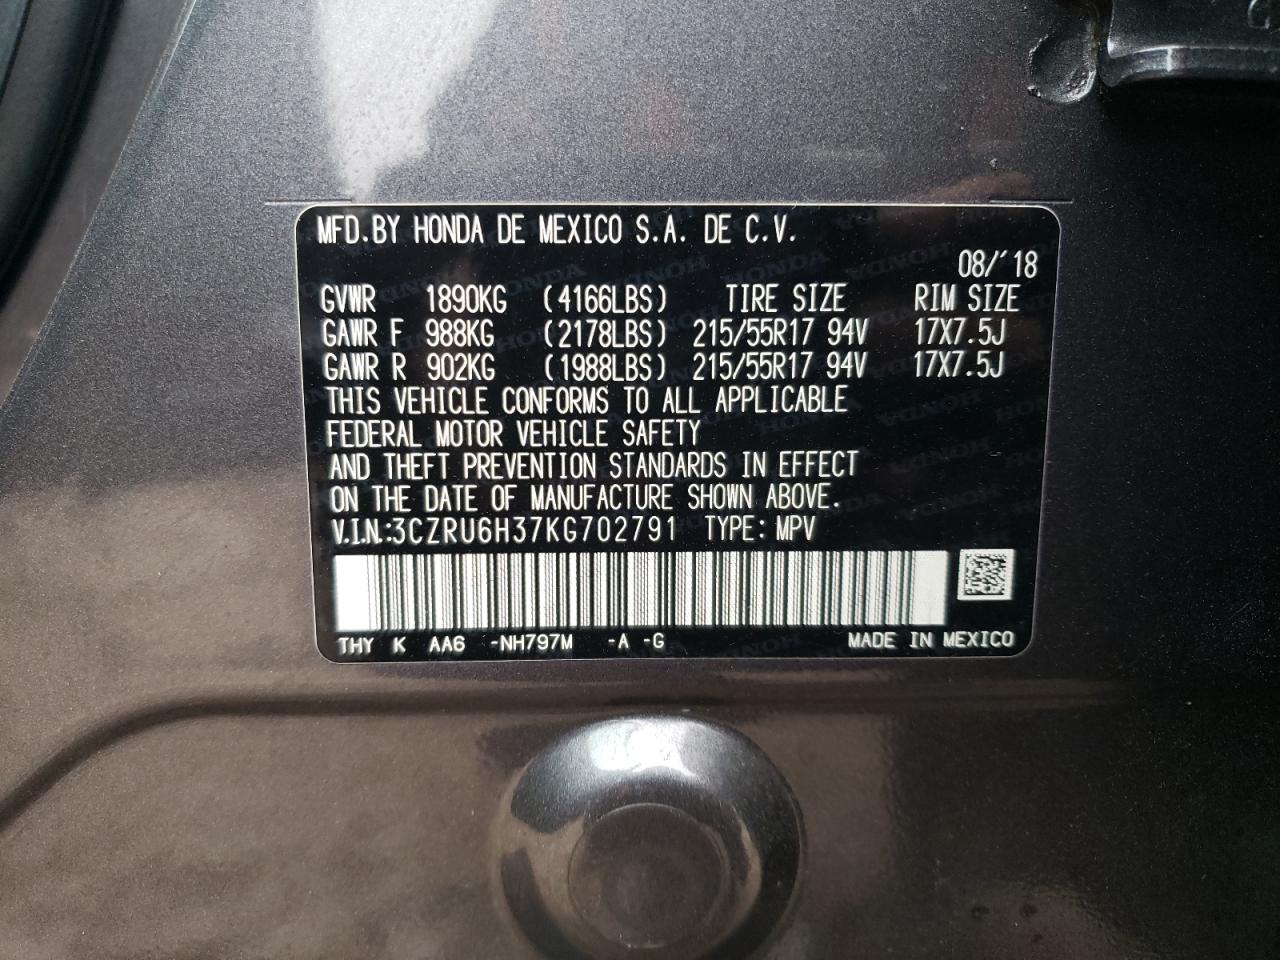 MFD.BY HONDA DE MEXICO S.A. DE C.V.
08/'18
GVWR 1890KG (4166LBS) TIRE SIZE RIM SIZE
GAWR F 988KG (2178LBS) 215/55R17 94V 17X7.5J
GAWR R 902KG (1988LBS) 215/55R17 94V 17X7.5J
THIS VEHICLE CONFORMS TO ALL APPLICABLE
FEDERAL MOTOR VEHICLE SAFETY
AND THEFT PREVENTION STANDARDS IN EFFECT
ON THE DATE OF MANUFACTURE SHOWN ABOVE.
V.I.N.:3CZRU6H37KG702791 TYPE: MPV
THY K AA6 -NH797M -A -G MADE IN MEXICO